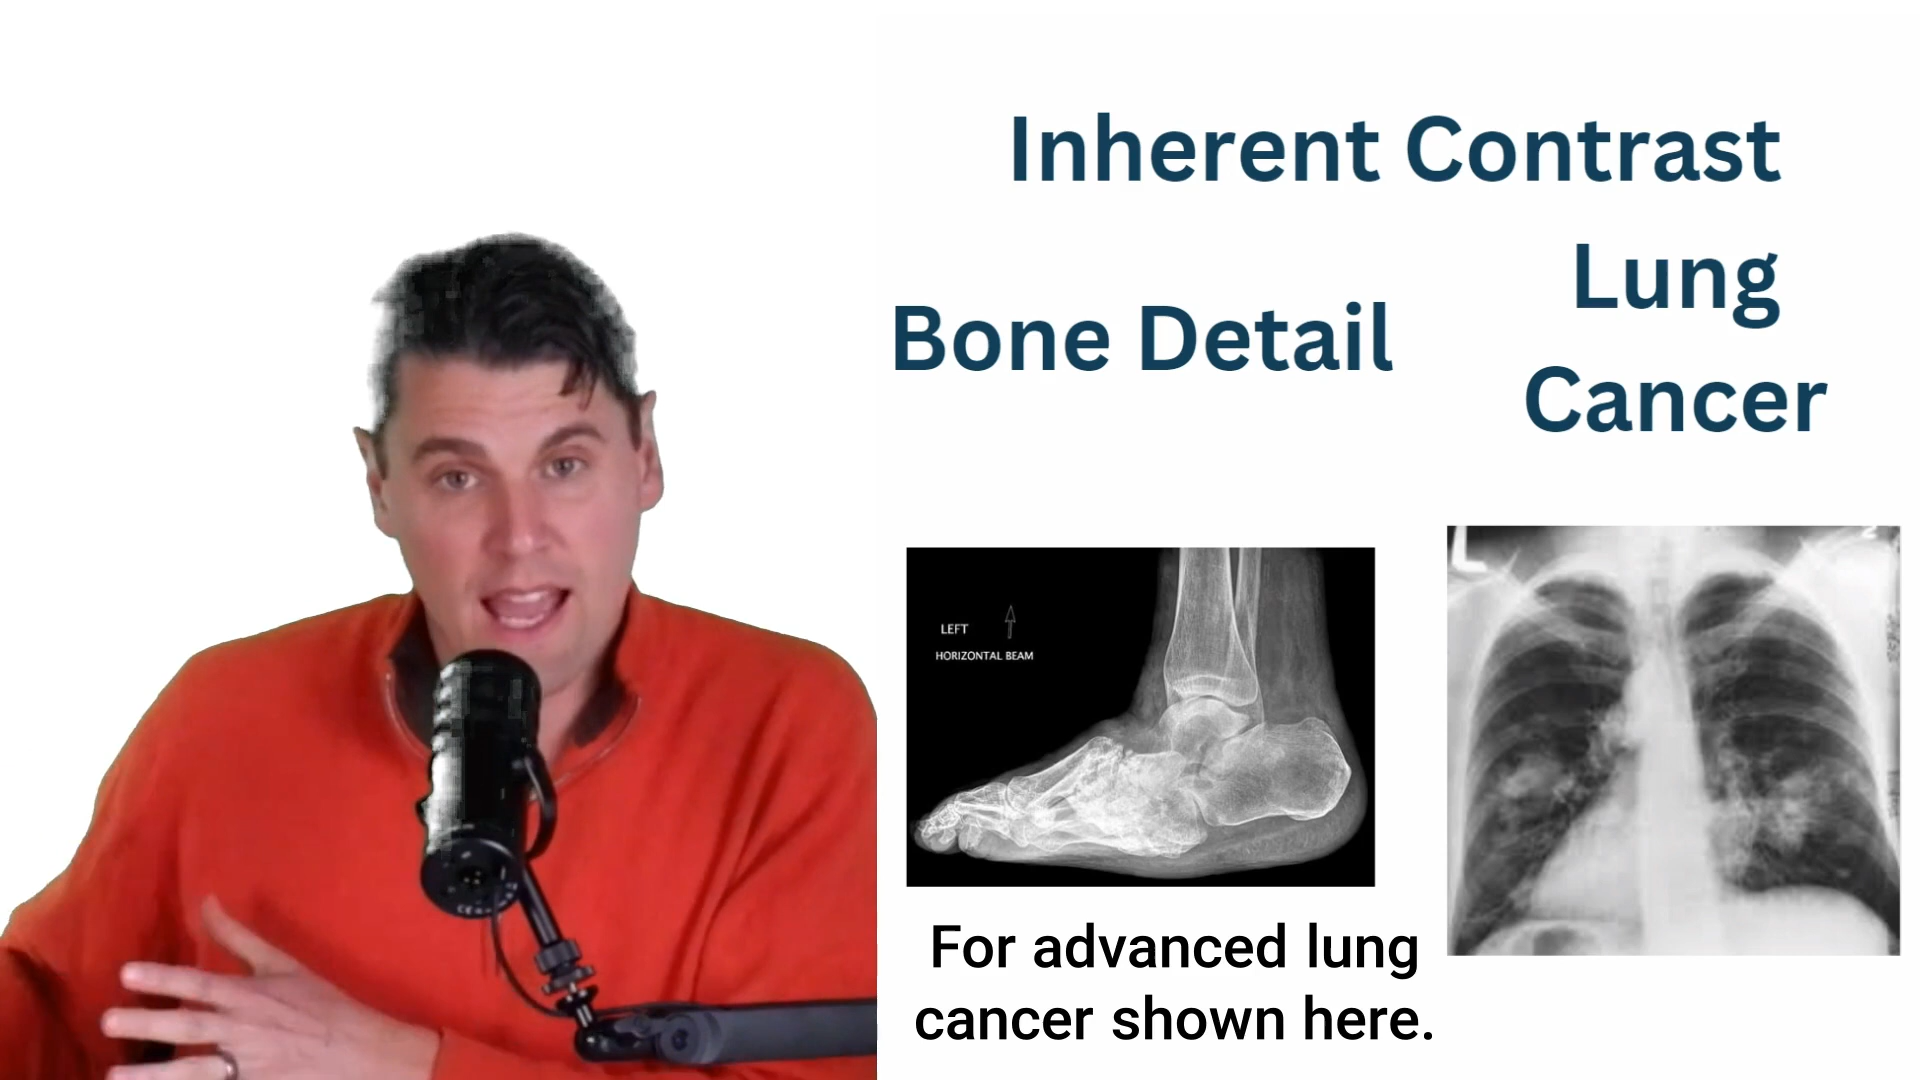 Inherent Contrast
Bone Detail
Lung
Cancer
LEFT
HORIZONTAL BEAM
For advanced lung
cancer shown here.